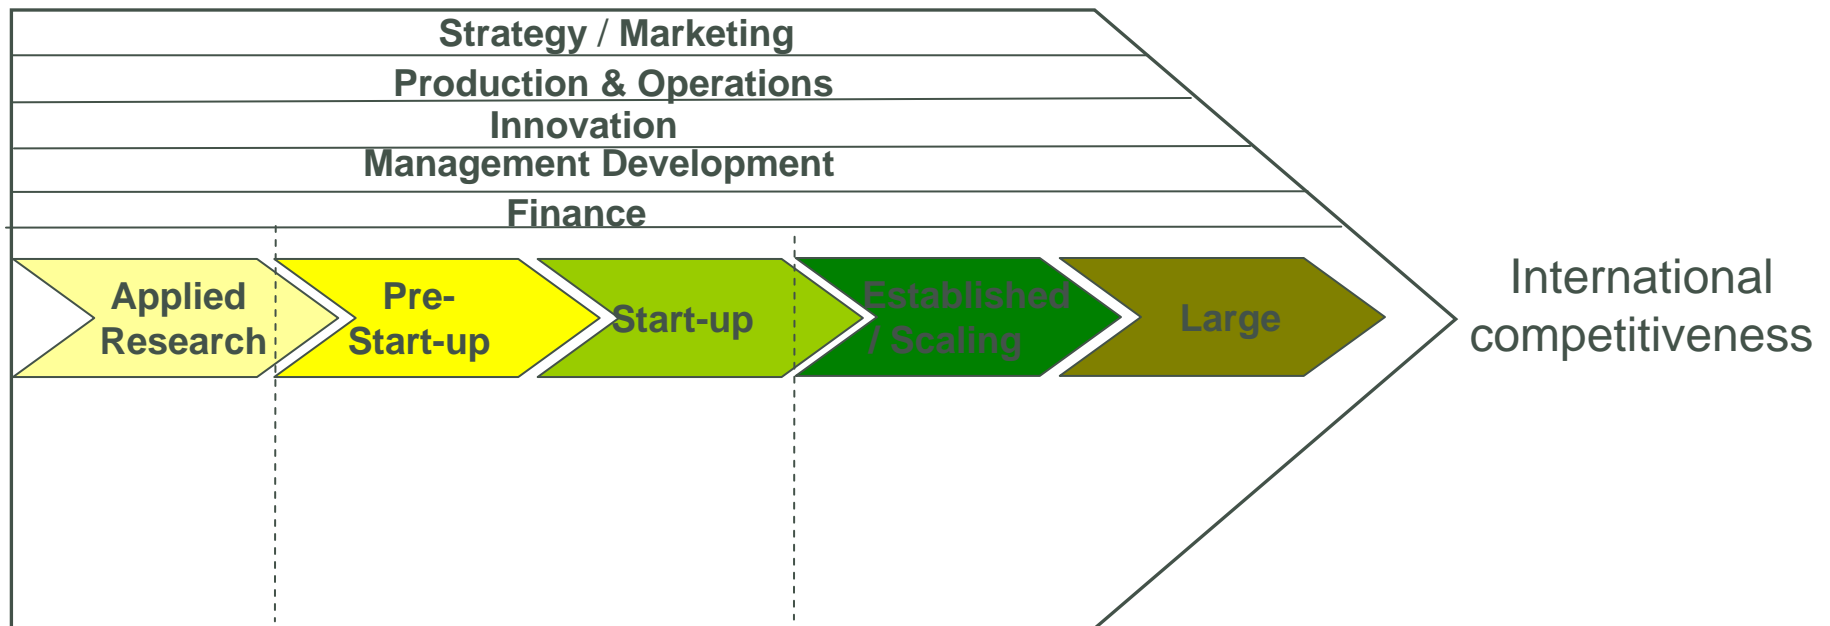 Strategy / Marketing
Production & Operations
Innovation
Management Development
Finance
Applied
Research
Pre-
Start-up
Start-up
Established
/ Scaling
Large
International
competitiveness